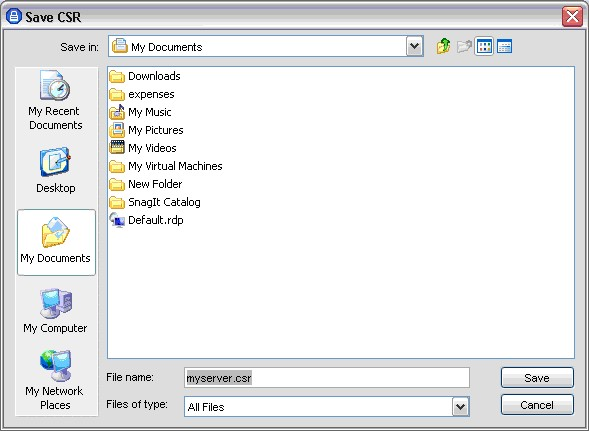 Save CSR
Save in:
My Documents
My Recent
Documents
Desktop
My Documents
My Computer
My Network
Places
Downloads
expenses
My Music
My Pictures
My Videos
My Virtual Machines
New Folder
SnagIt Catalog
Default.rdp
File name:
myserver.csr
Save
Files of type:
All Files
Cancel